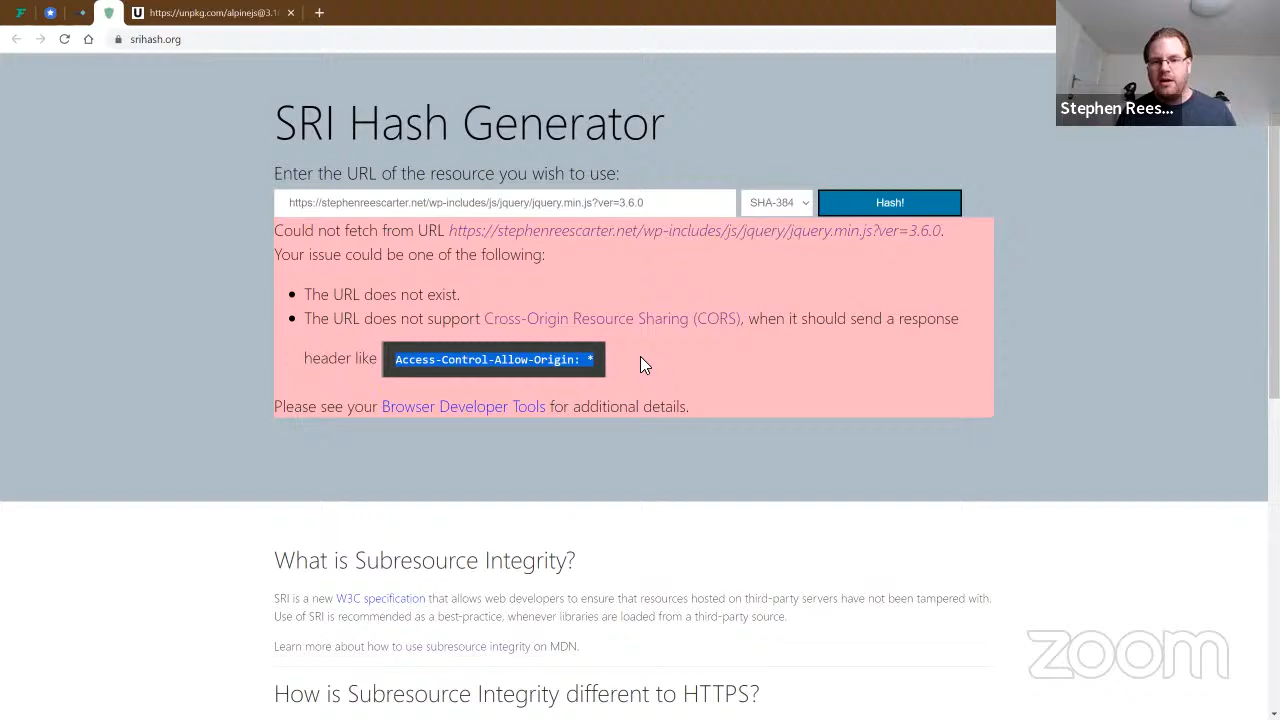 https://unpkg.com/alpinejs@3.1
srihash.org
Stephen Rees...
SRI Hash Generator
Enter the URL of the resource you wish to use:
https://stephenreescarter.net/wp-includes/js/jquery/jquery.min.js?ver=3.6.0
SHA-384
Hash!
Could not fetch from URL https://stephenreescarter.net/wp-includes/js/jquery/jquery.min.js?ver=3.6.0.
Your issue could be one of the following:
The URL does not exist.
The URL does not support Cross-Origin Resource Sharing (CORS), when it should send a response
header like Access-Control-Allow-Origin: *
Please see your Browser Developer Tools for additional details.
What is Subresource Integrity?
SRI is a new W3C specification that allows web developers to ensure that resources hosted on third-party servers have not been tampered with.
Use of SRI is recommended as a best-practice, whenever libraries are loaded from a third-party source.
Learn more about how to use subresource integrity on MDN.
zoom
How is Subresource Integrity different to HTTPS?